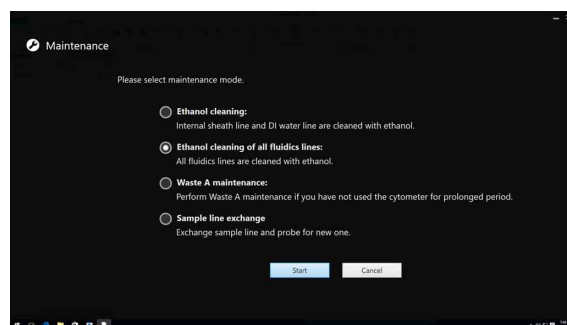 Maintenance
Please select maintenance mode.
Ethanol cleaning:
Internal sheath line and DI water line are cleaned with ethanol.
Ethanol cleaning of all fluidics lines:
All fluidics lines are cleaned with ethanol.
Waste A maintenance:
Perform Waste A maintenance if you have not used the cytometer for prolonged period.
Sample line exchange
Exchange sample line and probe for new one.
Start
Cancel